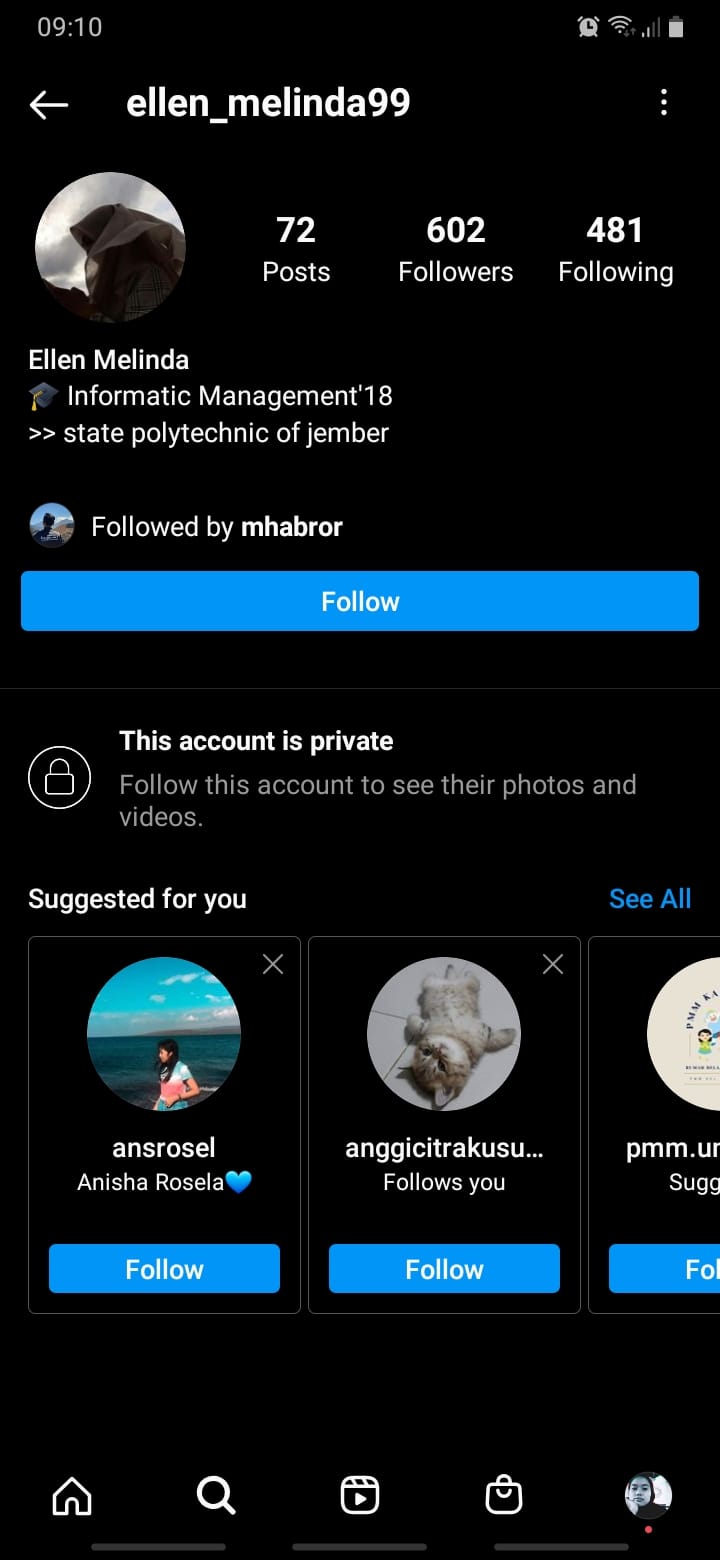 09:10
ellen_melinda99
72
602
481
Posts
Followers
Following
Ellen Melinda
🎓 Informatic Management'18
>> state polytechnic of jember
Followed by mhabror
Follow
This account is private
Follow this account to see their photos and
videos.
Suggested for you
See All
PMM KA
ansrosel
anggicitrakusu...
pmm.ur
Anisha Rosela💙
Follows you
Sugg
Follow
Follow
Fol